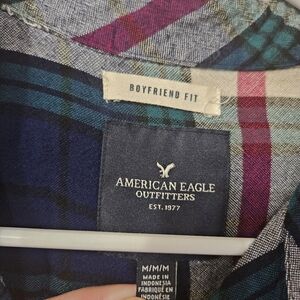 BOYFRIEND FIT
AMERICAN EAGLE
OUTFITTERS
EST. 1977
M/M/M
MADE IN
INDONESIA
FABRIQUÉ EN
INDONÉSIE